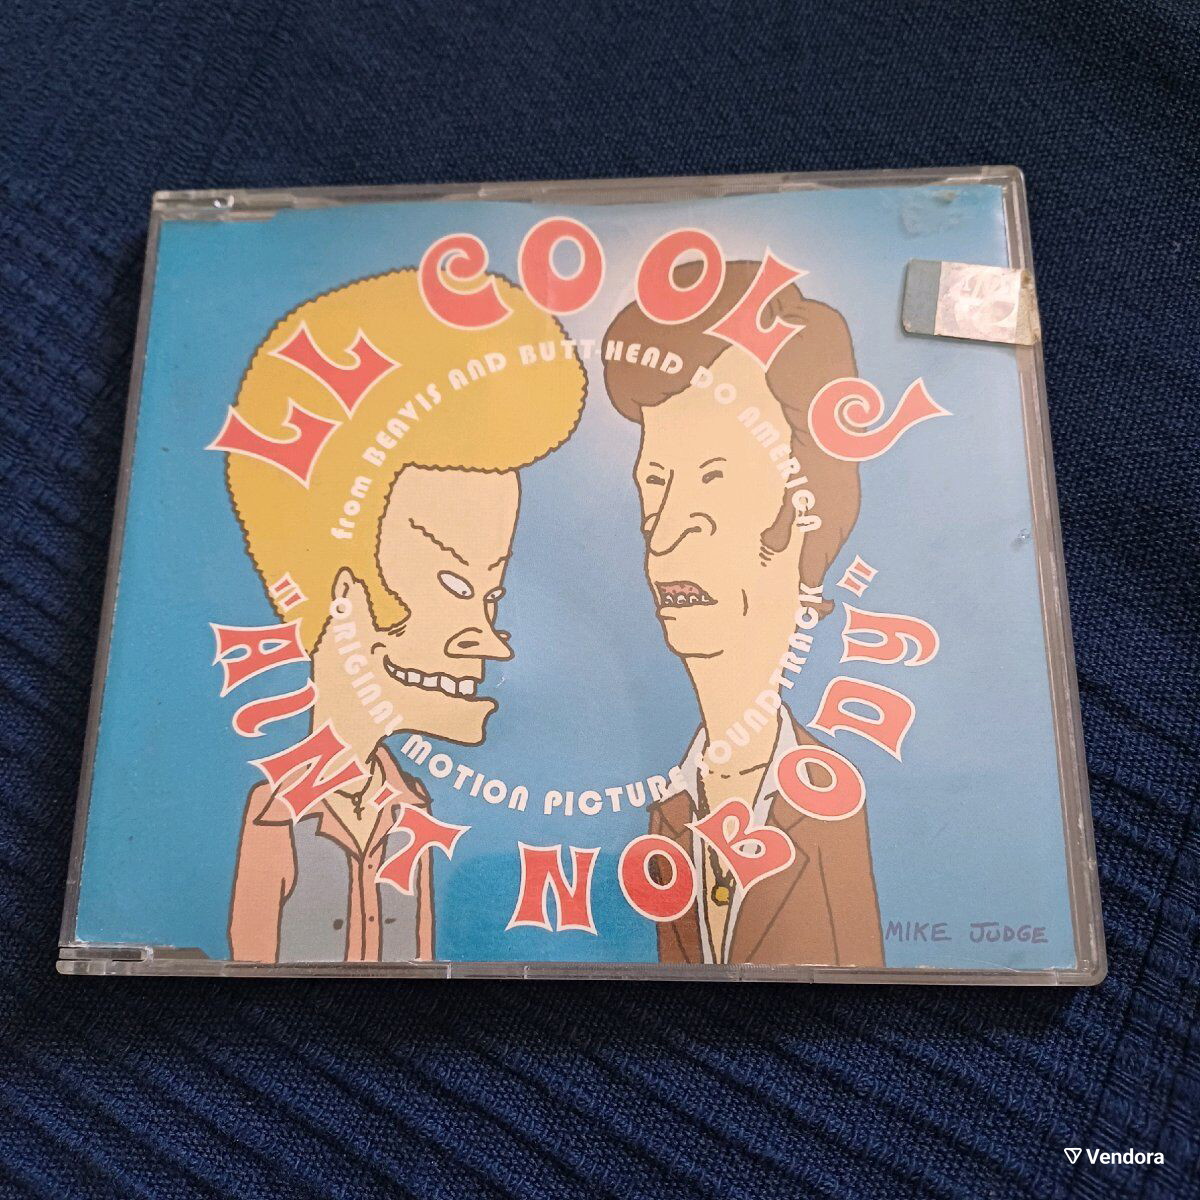 LL COOL J
from BEAVIS AND BUTT-HEAD DO AMERICA
ORIGINAL MOTION PICTURE SOUNDTRACK
"AIN'T NOBODY"
MIKE JUDGE
Vendora